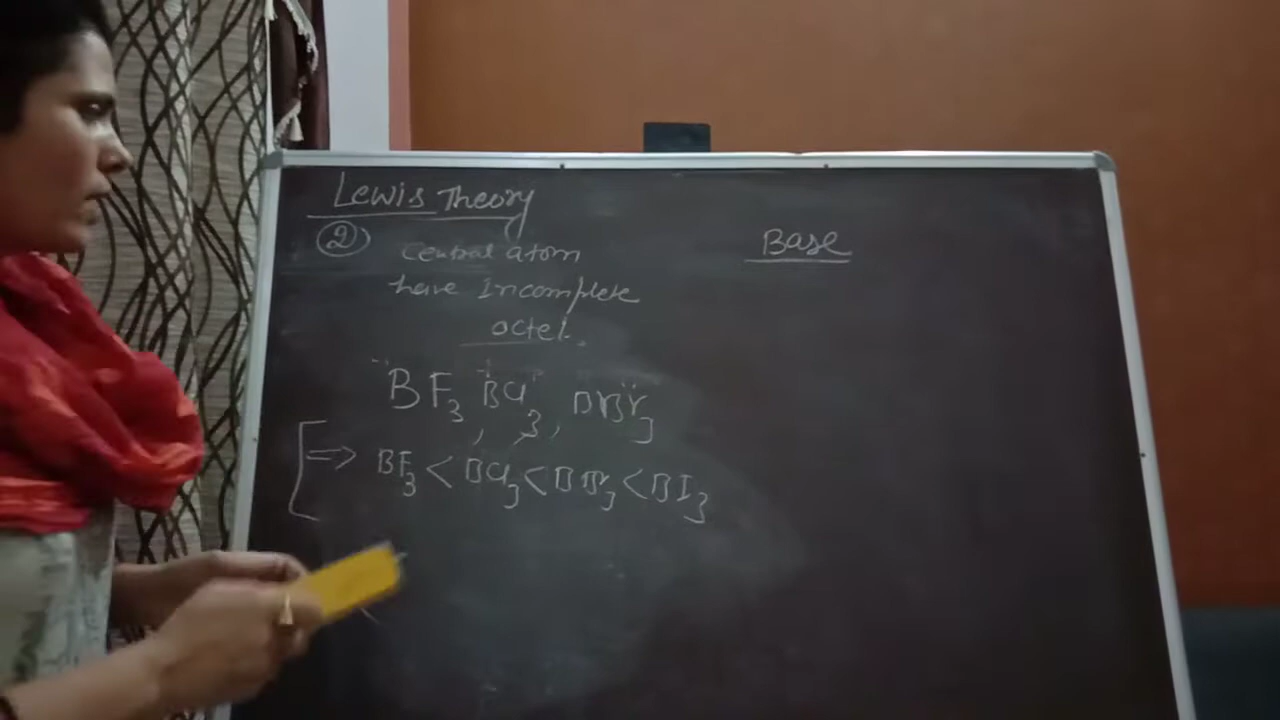 Lewis Theory
② central atom
have Incomplete
octet.
Base
BF₃, BCl₃, BBr₃
⇒ BF₃ < BCl₃ < BBr₃ < BI₃